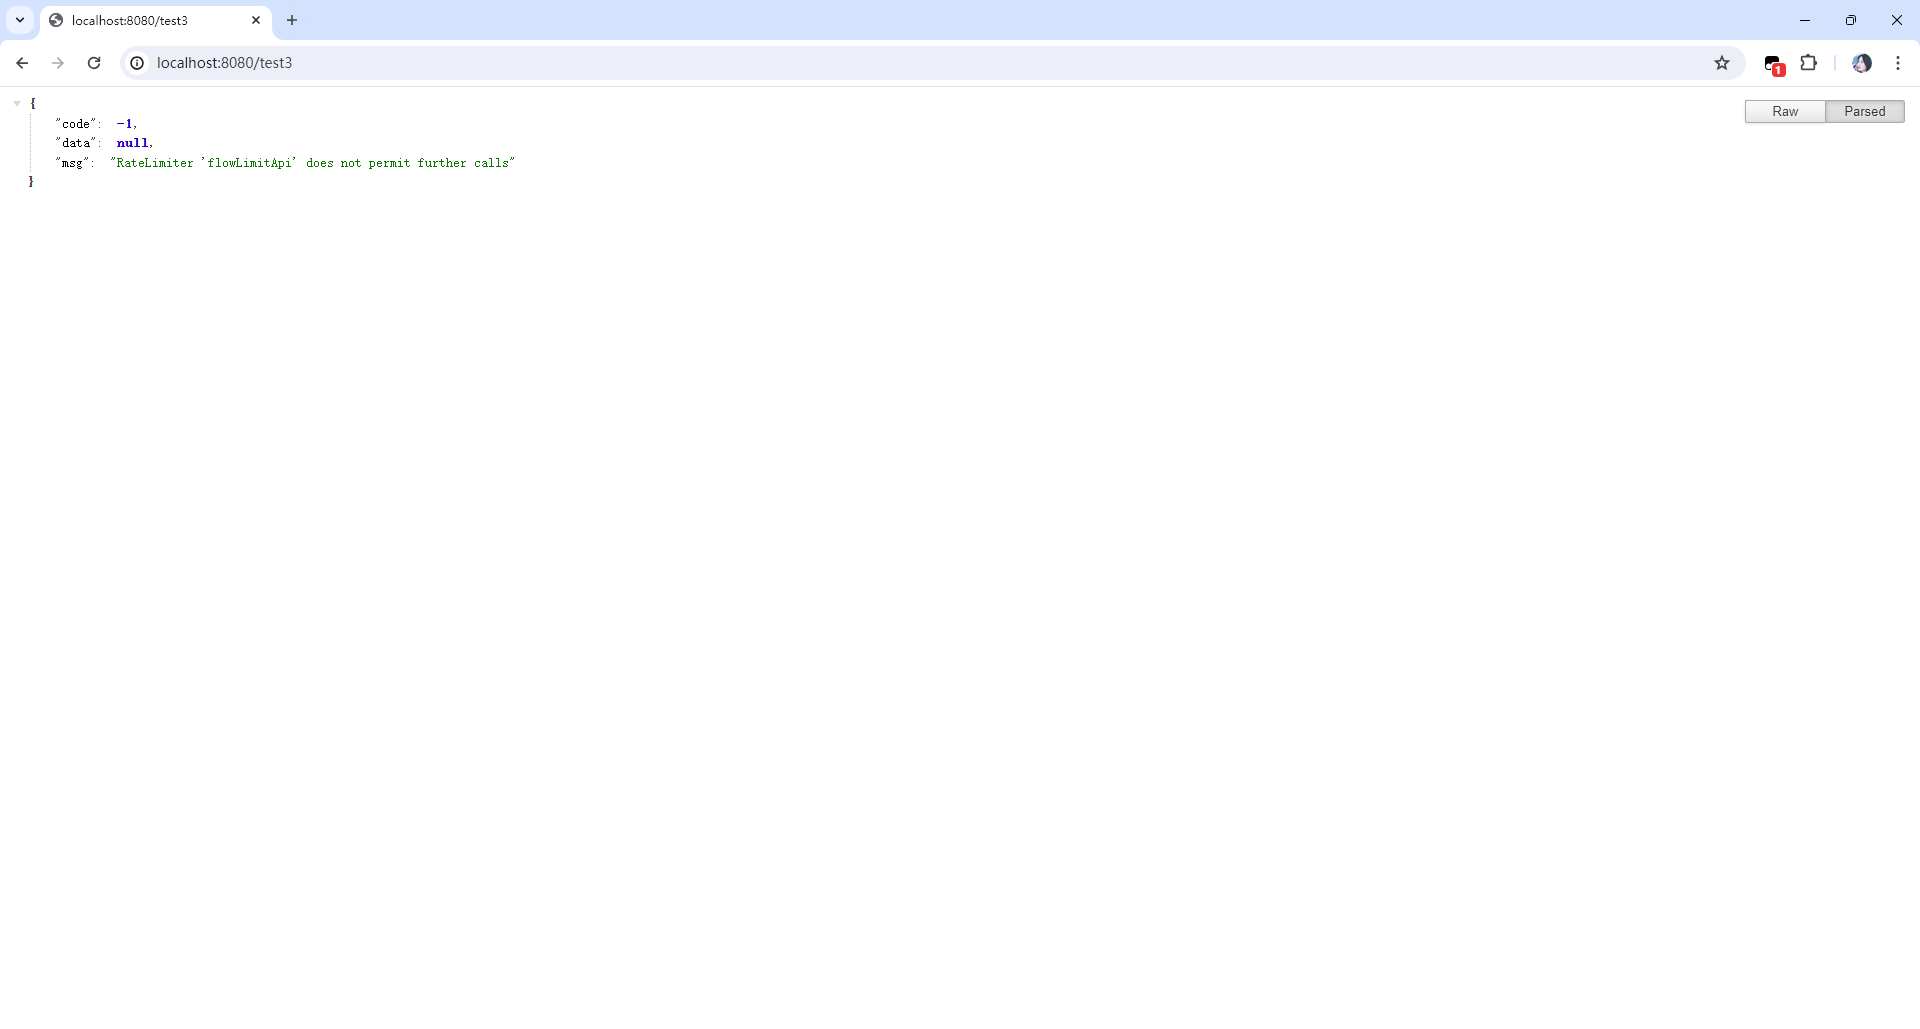 localhost:8080/test3
localhost:8080/test3
1
{
"code": -1,
"data": null,
"msg": "RateLimiter 'flowLimitApi' does not permit further calls"
}
Raw Parsed